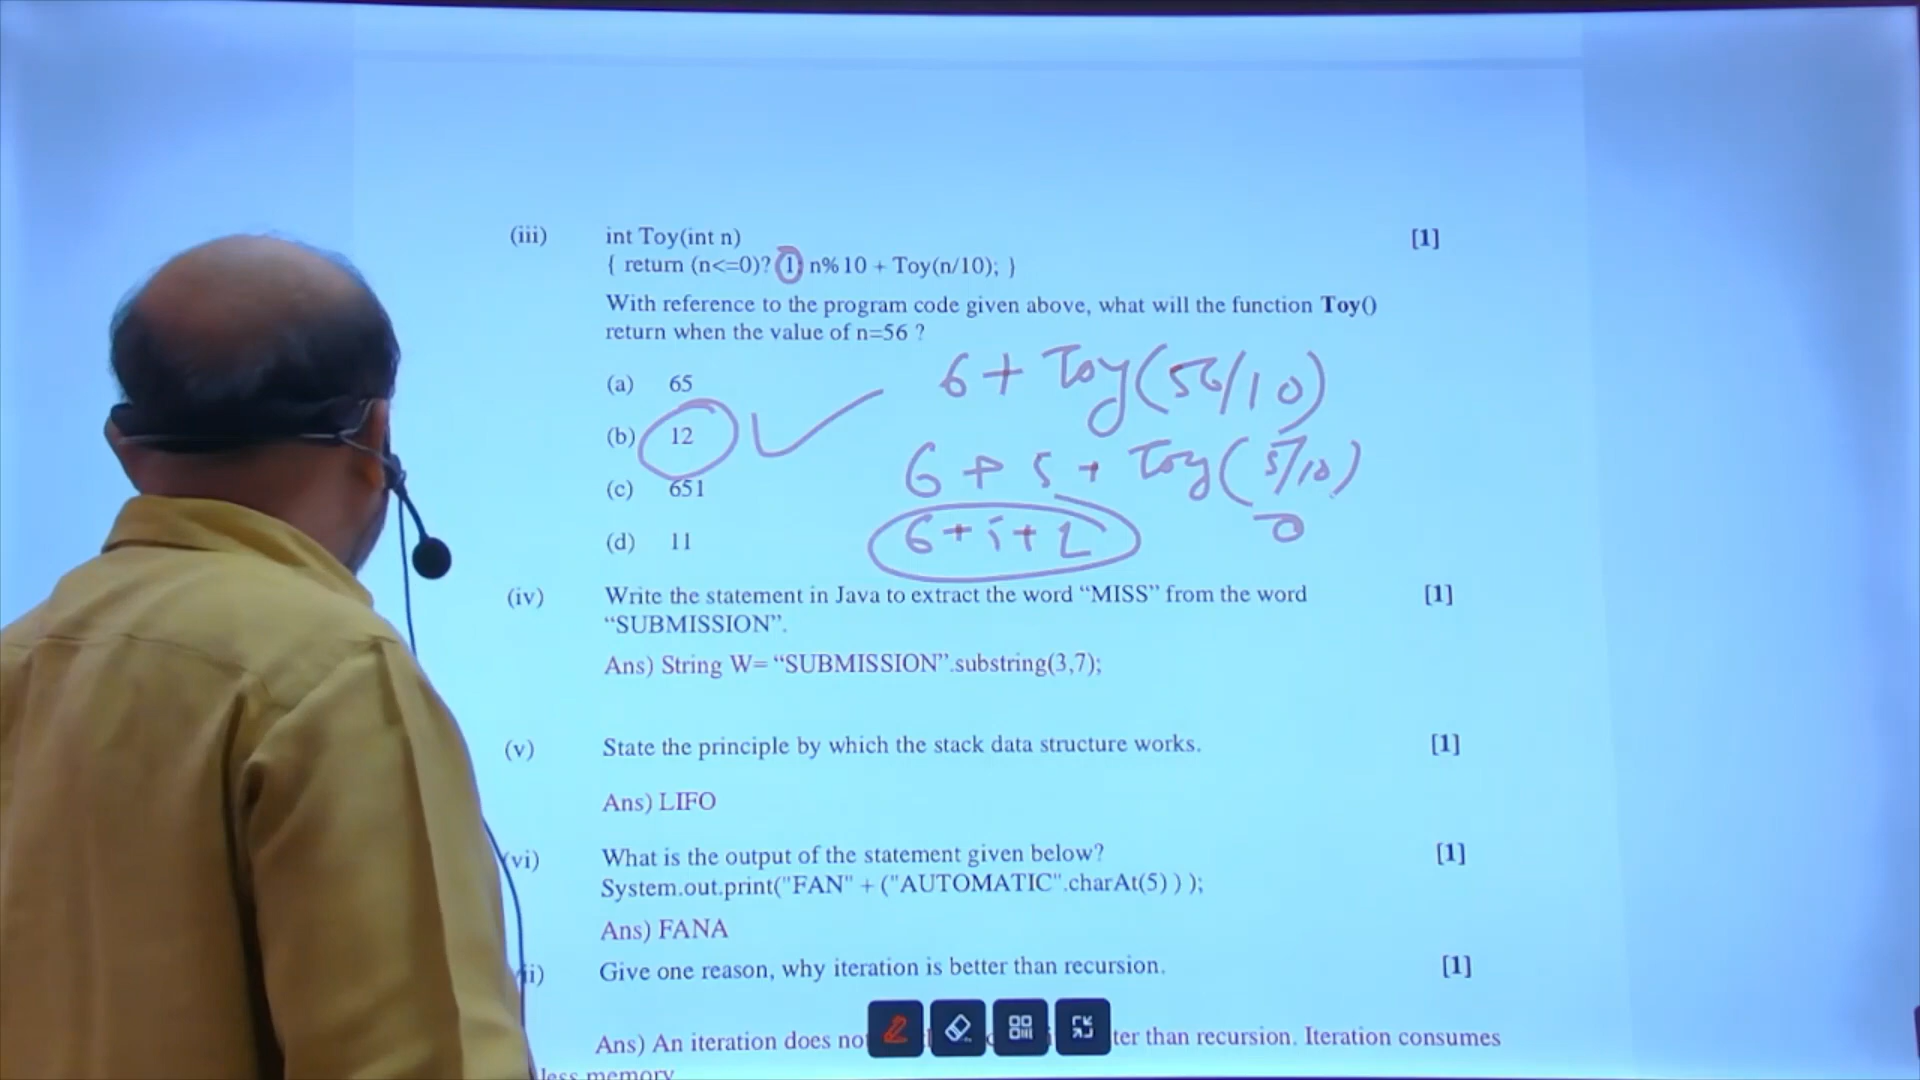 (iii) int Toy(int n) [1]
{ return (n<=0)? 1: n%10 + Toy(n/10); }
With reference to the program code given above, what will the function Toy()
return when the value of n=56 ?
(a) 65
6 + Toy(56/10)
(b) 12
6 + 5 + Toy(5/10)
(c) 651
0
(d) 11
6+5+1
(iv) Write the statement in Java to extract the word “MISS” from the word [1]
“SUBMISSION”.
Ans) String W= “SUBMISSION”.substring(3,7);
(v) State the principle by which the stack data structure works. [1]
Ans) LIFO
(vi) What is the output of the statement given below? [1]
System.out.print("FAN" + ("AUTOMATIC".charAt(5) ) );
Ans) FANA
ii) Give one reason, why iteration is better than recursion. [1]
Ans) An iteration does no ter than recursion. Iteration consumes
less memory